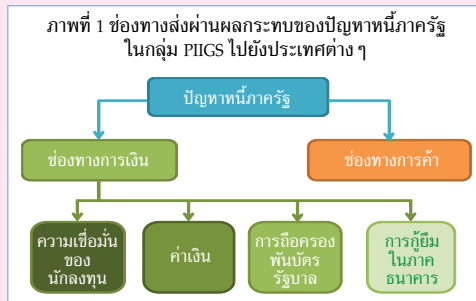 ภาพที่ 1 ช่องทางส่งผ่านผลกระทบของปัญหาหนี้ภาครัฐ
ในกลุ่ม PIIGS ไปยังประเทศต่าง ๆ
ปัญหาหนี้ภาครัฐ
ช่องทางการเงิน
ช่องทางการค้า
ความเชื่อมั่น
ของ
นักลงทุน
ค่าเงิน
การถือครอง
พันบัตร
รัฐบาล
การกู้ยืม
ในภาค
ธนาคาร